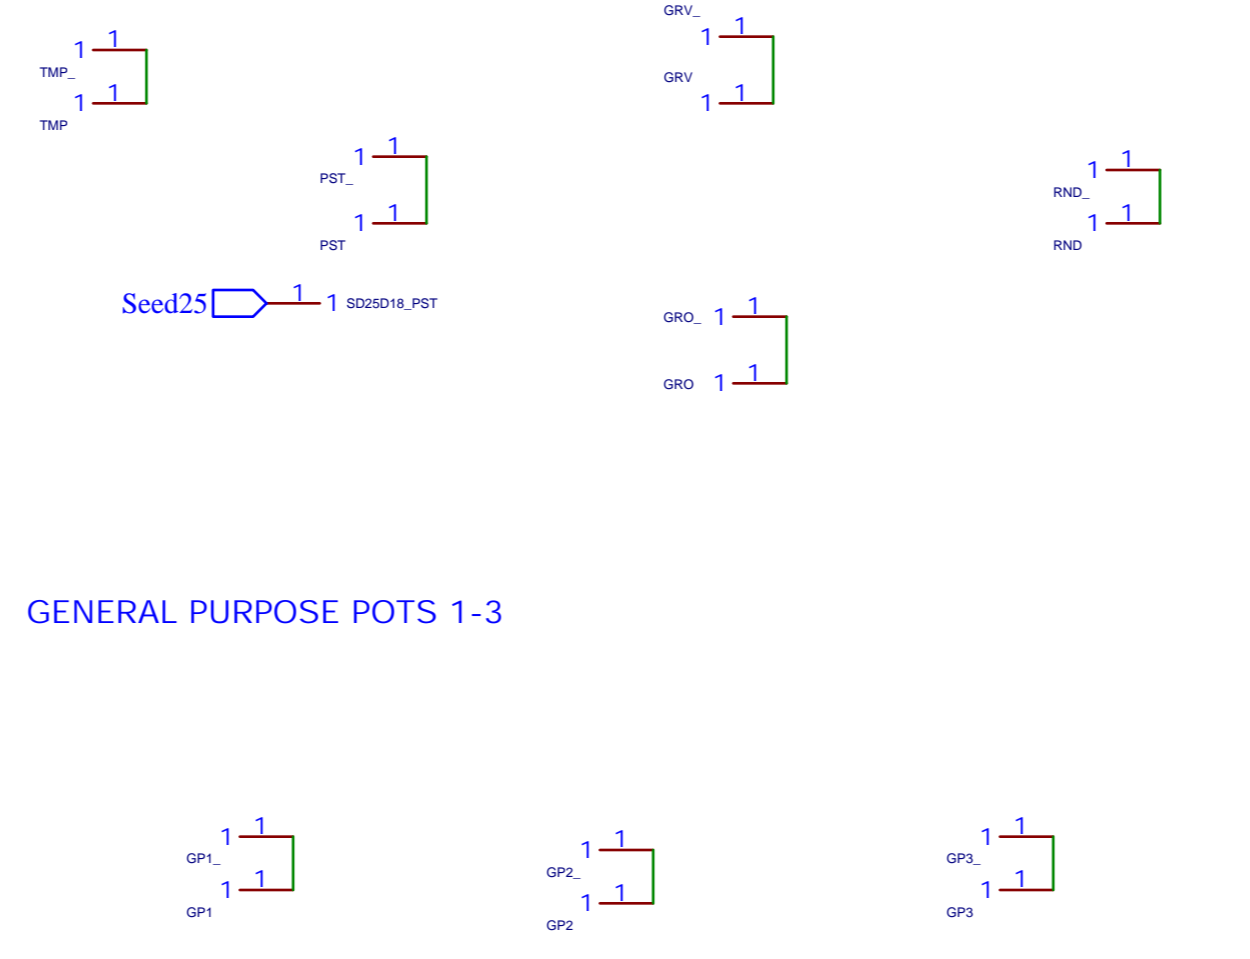 GRV_
1 1
1 1
TMP_
GRV
1 1
1 1
TMP
1 1
PST_
1 1
RND_
1 1
PST
1 1
RND
Seed25 1 1 SD25D18_PST
GRO_ 1 1
GRO 1 1
GENERAL PURPOSE POTS 1-3
1 1
GP1_
1 1
GP1
1 1
GP2_
1 1
GP2
1 1
GP3_
1 1
GP3